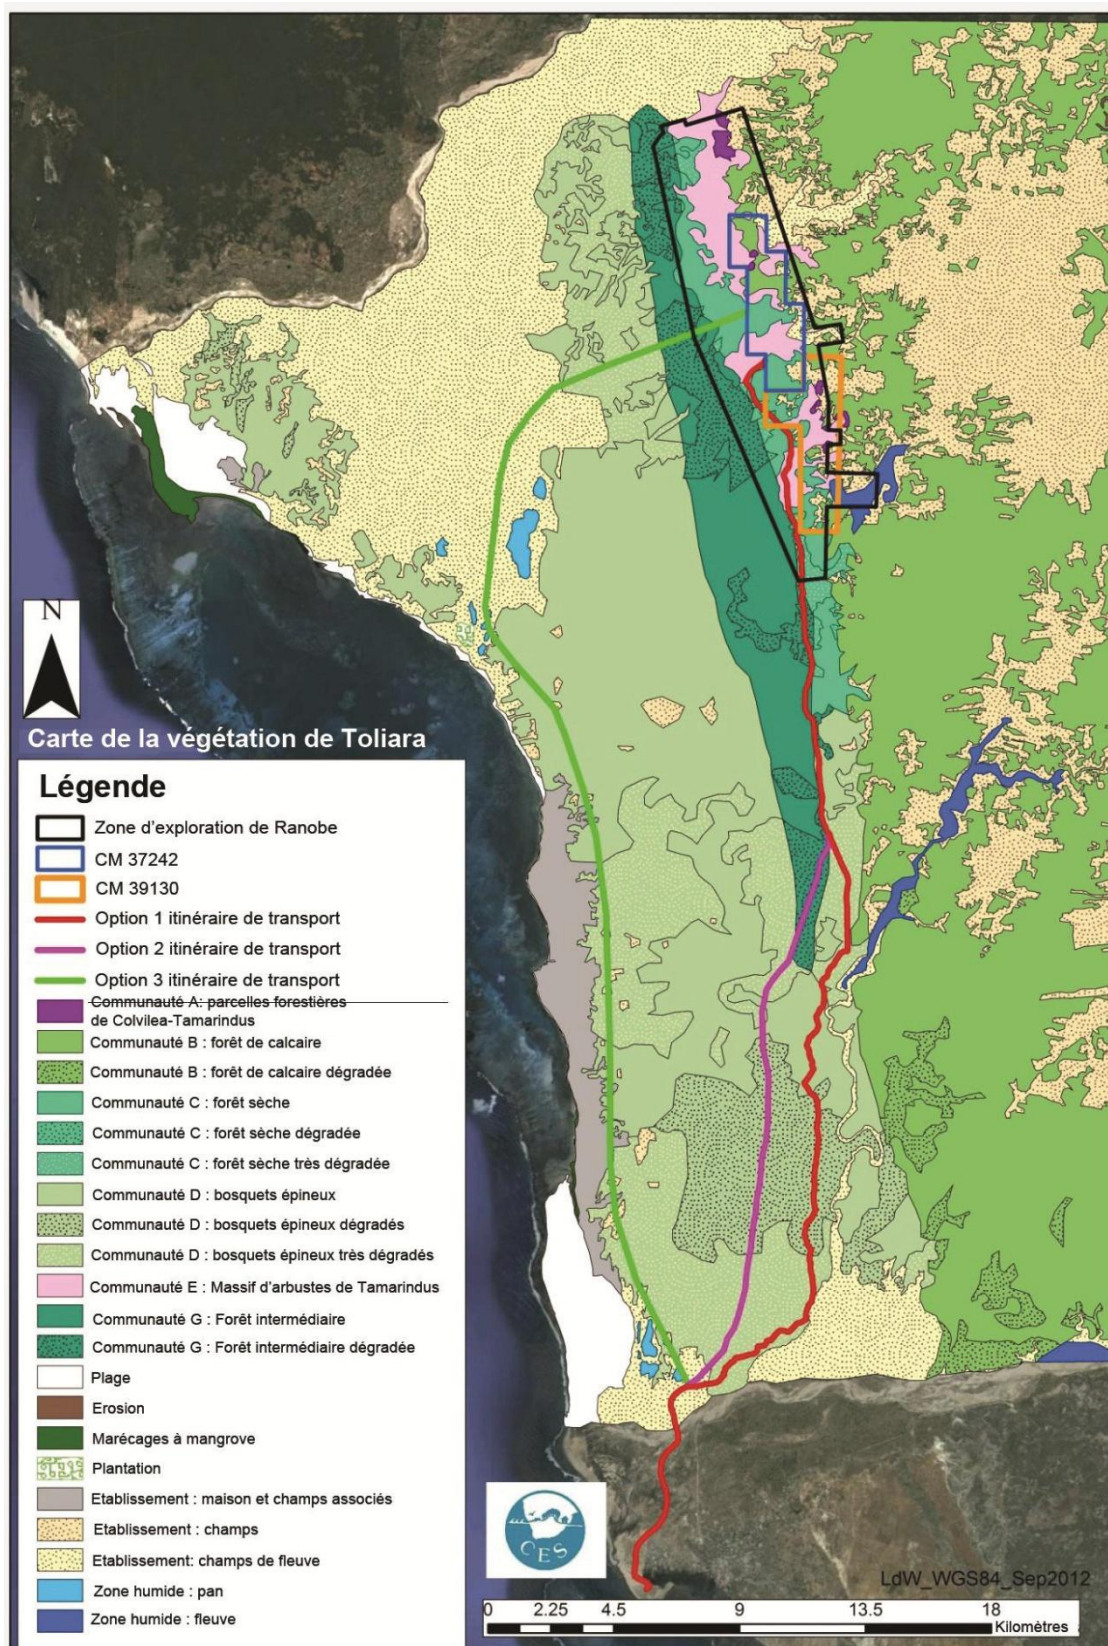 N
Carte de la végétation de Toliara
Légende
Zone d'exploration de Ranobe
CM 37242
CM 39130
Option 1 itinéraire de transport
Option 2 itinéraire de transport
Option 3 itinéraire de transport
Communauté A: parcelles forestières
de Colvilea-Tamarindus
Communauté B : forêt de calcaire
Communauté B : forêt de calcaire dégradée
Communauté C : forêt sèche
Communauté C : forêt sèche dégradée
Communauté C : forêt sèche très dégradée
Communauté D : bosquets épineux
Communauté D : bosquets épineux dégradés
Communauté D : bosquets épineux très dégradés
Communauté E : Massif d'arbustes de Tamarindus
Communauté G : Forêt intermédiaire
Communauté G : Forêt intermédiaire dégradée
Plage
Erosion
Marécages à mangrove
Plantation
Etablissement : maison et champs associés
Etablissement : champs
Etablissement: champs de fleuve
Zone humide : pan
Zone humide : fleuve
CES
LdW_WGS84_Sep2012
0 2.25 4.5 9 13.5 18
Kilomètres